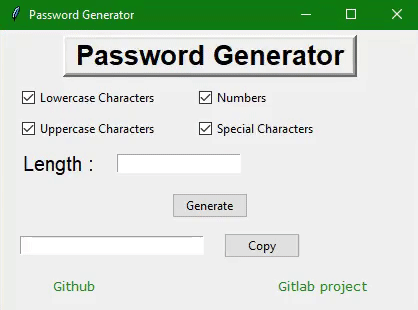 Password Generator
Password Generator
Lowercase Characters Numbers
Uppercase Characters Special Characters
Length :
Generate
Copy
Github Gitlab project